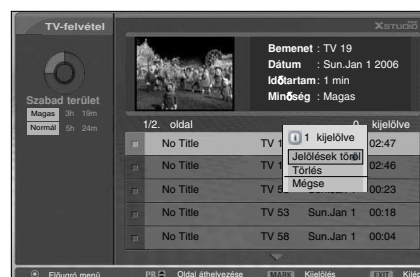 TV-felvétel
XSTUDIO
Bemenet : TV 19
Dátum : Sun.Jan 1 2006
Időtartam : 1 min
Minőség : Magas
Szabad terület
Magas 3h 19m
Normál 5h 24m
1/2. oldal 0 kijelölve
No Title TV 1 02:47
No Title TV 1 02:46
No Title TV 5 00:23
No Title TV 53 Sun.Jan 1 00:18
No Title TV 58 Sun.Jan 1 00:04
1 kijelölve
Jelölések töröl
Törlés
Mégse
Előugró menü PR Oldal áthelyezése MARK Kijelölés EXIT Kilép